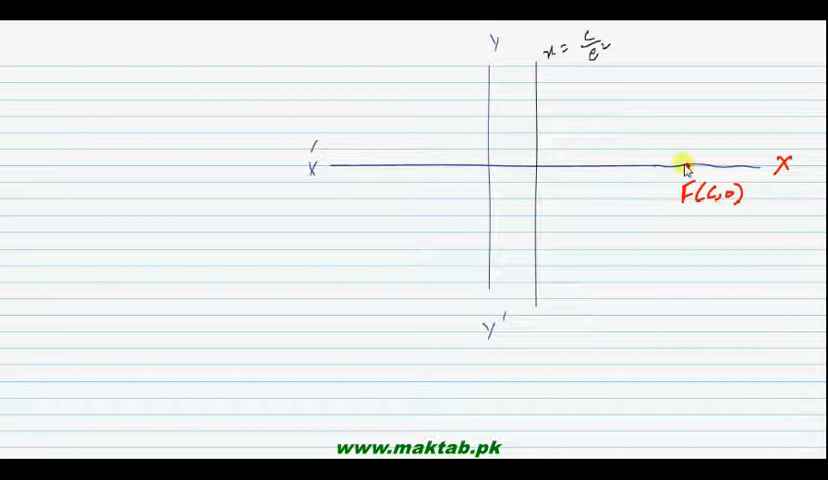 Y
x = c/e²
X'
X
F(c,0)
Y'
www.maktab.pk